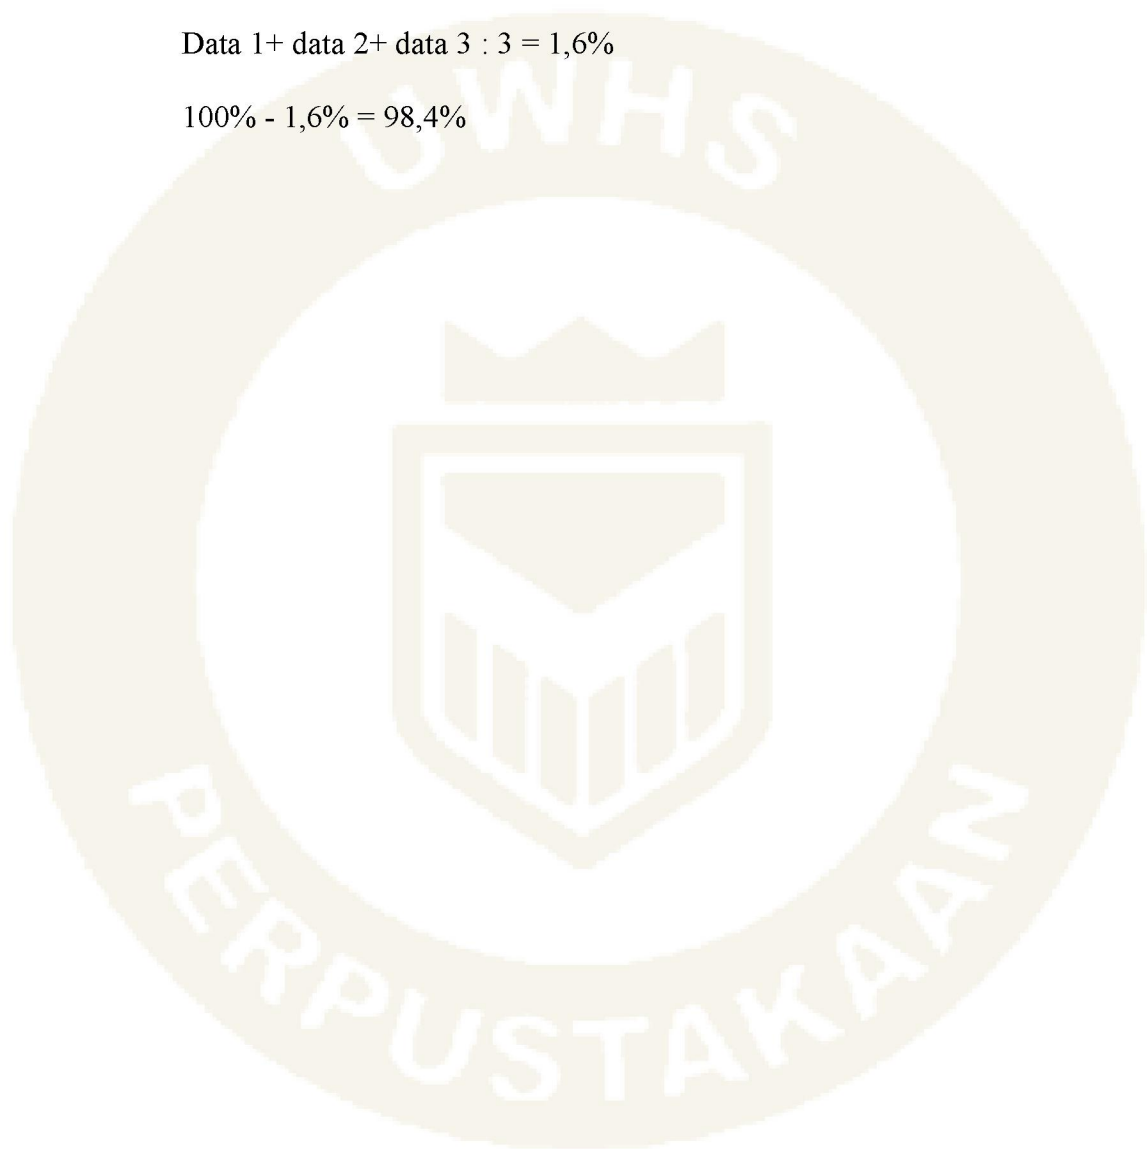 Data 1+ data 2+ data 3 : 3 = 1,6%
100% - 1,6% = 98,4%
UWHS
PERPUSTAKAAN